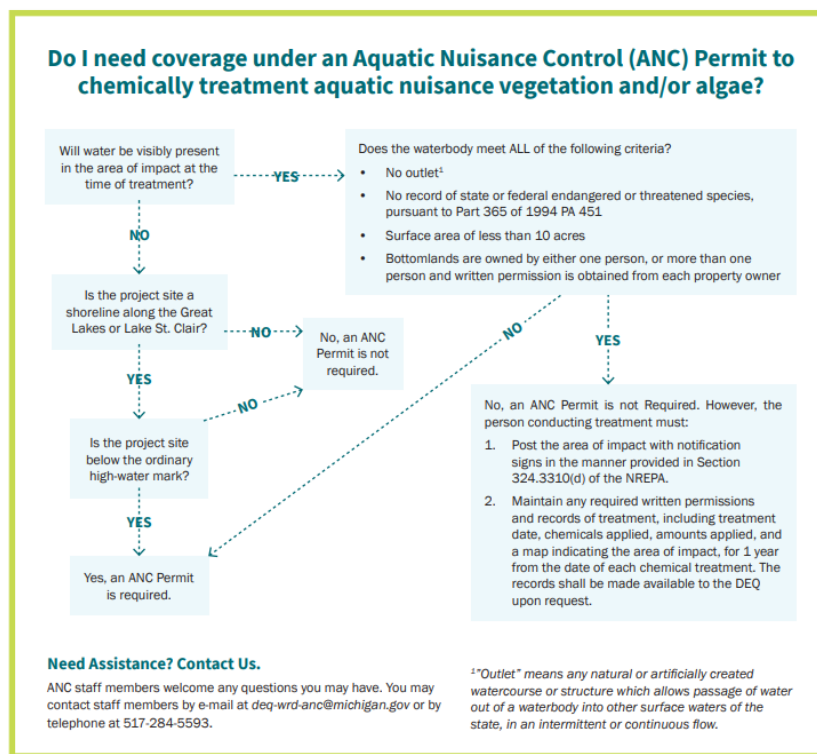 Do I need coverage under an Aquatic Nuisance Control (ANC) Permit to
chemically treatment aquatic nuisance vegetation and/or algae?
Will water be visibly present
in the area of impact at the
time of treatment?
YES
Does the waterbody meet ALL of the following criteria?
• No outlet¹
• No record of state or federal endangered or threatened species,
pursuant to Part 365 of 1994 PA 451
• Surface area of less than 10 acres
• Bottomlands are owned by either one person, or more than one
person and written permission is obtained from each property owner
NO
Is the project site a
shoreline along the Great
Lakes or Lake St. Clair?
NO
No, an ANC
Permit is not
required.
NO
YES
YES
NO
Is the project site
below the ordinary
high-water mark?
YES
Yes, an ANC Permit
is required.
No, an ANC Permit is not Required. However, the
person conducting treatment must:
1. Post the area of impact with notification
signs in the manner provided in Section
324.3310(d) of the NREPA.
2. Maintain any required written permissions
and records of treatment, including treatment
date, chemicals applied, amounts applied, and
a map indicating the area of impact, for 1 year
from the date of each chemical treatment. The
records shall be made available to the DEQ
upon request.
Need Assistance? Contact Us.
ANC staff members welcome any questions you may have. You may
contact staff members by e-mail at deq-wrd-anc@michigan.gov or by
telephone at 517-284-5593.
¹"Outlet" means any natural or artificially created
watercourse or structure which allows passage of water
out of a waterbody into other surface waters of the
state, in an intermittent or continuous flow.